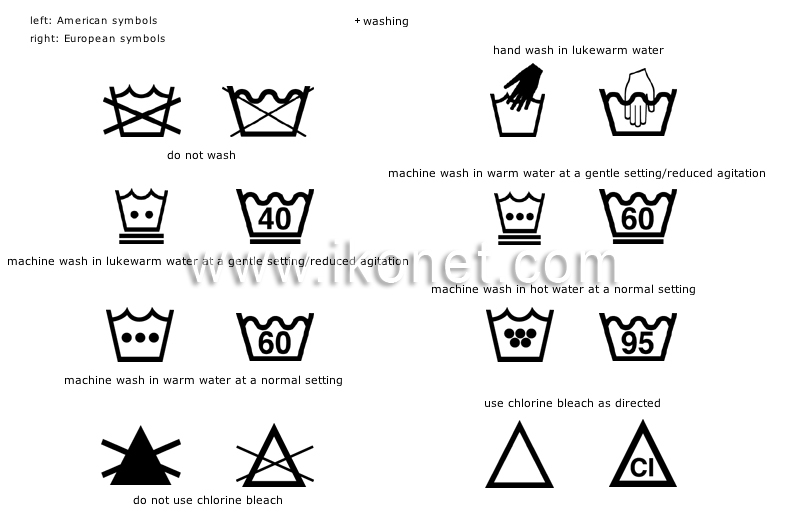 left: American symbols
right: European symbols
+ washing
hand wash in lukewarm water
do not wash
machine wash in warm water at a gentle setting/reduced agitation
40
60
machine wash in lukewarm water at a gentle setting/reduced agitation
www.ikonet.com
machine wash in hot water at a normal setting
60
95
machine wash in warm water at a normal setting
use chlorine bleach as directed
Cl
do not use chlorine bleach